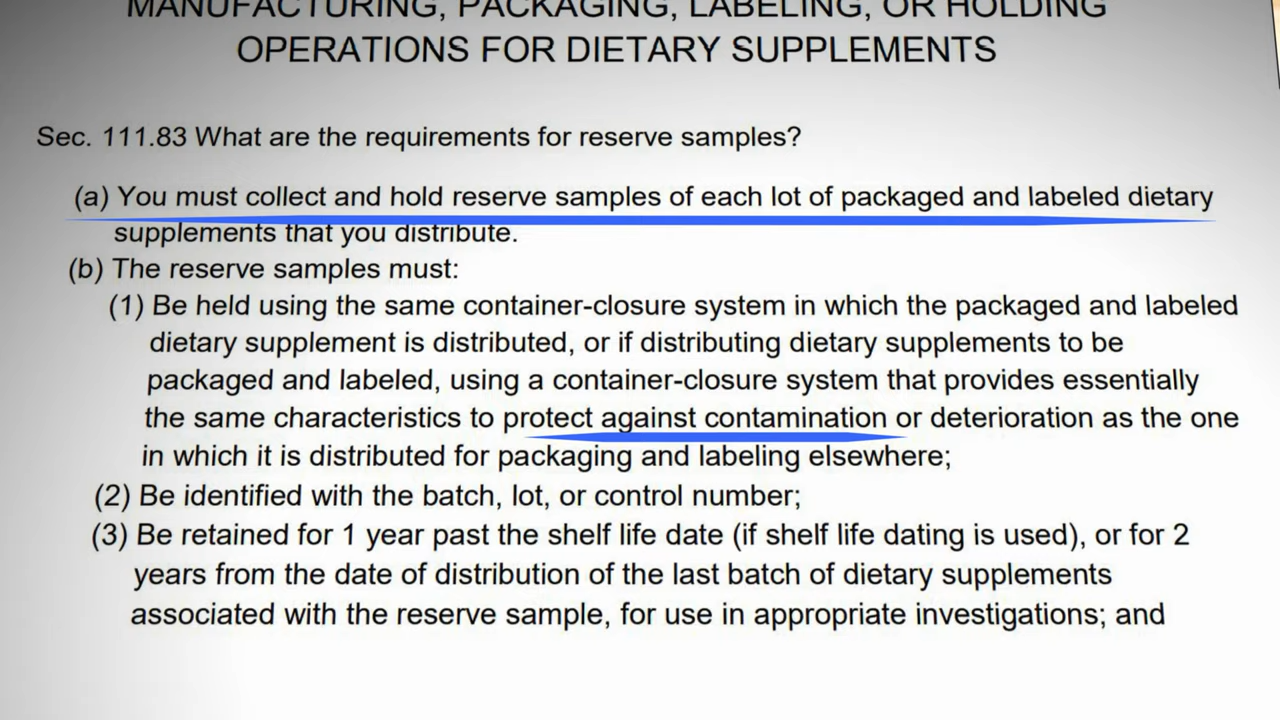 MANUFACTURING, PACKAGING, LABELING, OR HOLDING
OPERATIONS FOR DIETARY SUPPLEMENTS
Sec. 111.83 What are the requirements for reserve samples?
(a) You must collect and hold reserve samples of each lot of packaged and labeled dietary
supplements that you distribute.
(b) The reserve samples must:
(1) Be held using the same container-closure system in which the packaged and labeled
dietary supplement is distributed, or if distributing dietary supplements to be
packaged and labeled, using a container-closure system that provides essentially
the same characteristics to protect against contamination or deterioration as the one
in which it is distributed for packaging and labeling elsewhere;
(2) Be identified with the batch, lot, or control number;
(3) Be retained for 1 year past the shelf life date (if shelf life dating is used), or for 2
years from the date of distribution of the last batch of dietary supplements
associated with the reserve sample, for use in appropriate investigations; and